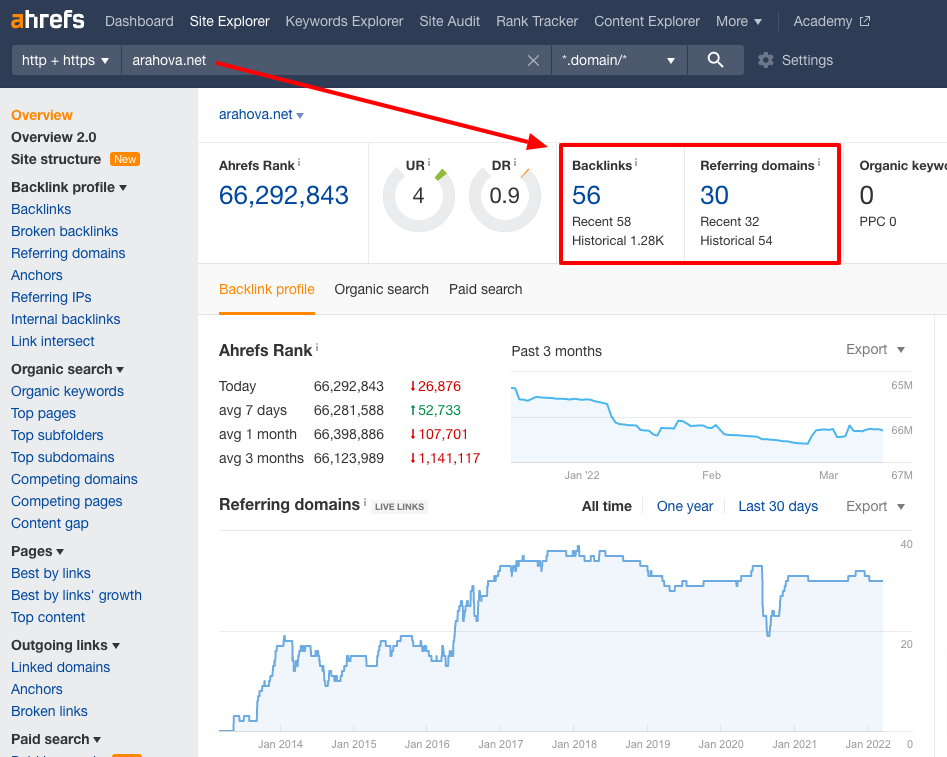 ahrefs Dashboard Site Explorer Keywords Explorer Site Audit Rank Tracker Content Explorer More Academy
http + https arahova.net *.domain/* Settings
Overview
Overview 2.0
Site structure New
Backlink profile
Backlinks
Broken backlinks
Referring domains
Anchors
Referring IPs
Internal backlinks
Link intersect
Organic search
Organic keywords
Top pages
Top subfolders
Top subdomains
Competing domains
Competing pages
Content gap
Pages
Best by links
Best by links' growth
Top content
Outgoing links
Linked domains
Anchors
Broken links
Paid search
arahova.net
Ahrefs Rank i
66,292,843
UR i
4
DR i
0.9
Backlinks i
56
Recent 58
Historical 1.28K
Referring domains i
30
Recent 32
Historical 54
Organic keywo
0
PPC 0
Backlink profile Organic search Paid search
Ahrefs Rank i
Today 66,292,843 ↓26,876
avg 7 days 66,281,588 ↑52,733
avg 1 month 66,398,886 ↓107,701
avg 3 months 66,123,989 ↓1,141,117
Past 3 months Export
65M
66M
Jan '22 Feb Mar 67M
Referring domains i LIVE LINKS All time One year Last 30 days Export
40
20
Jan 2014 Jan 2015 Jan 2016 Jan 2017 Jan 2018 Jan 2019 Jan 2020 Jan 2021 Jan 2022 0